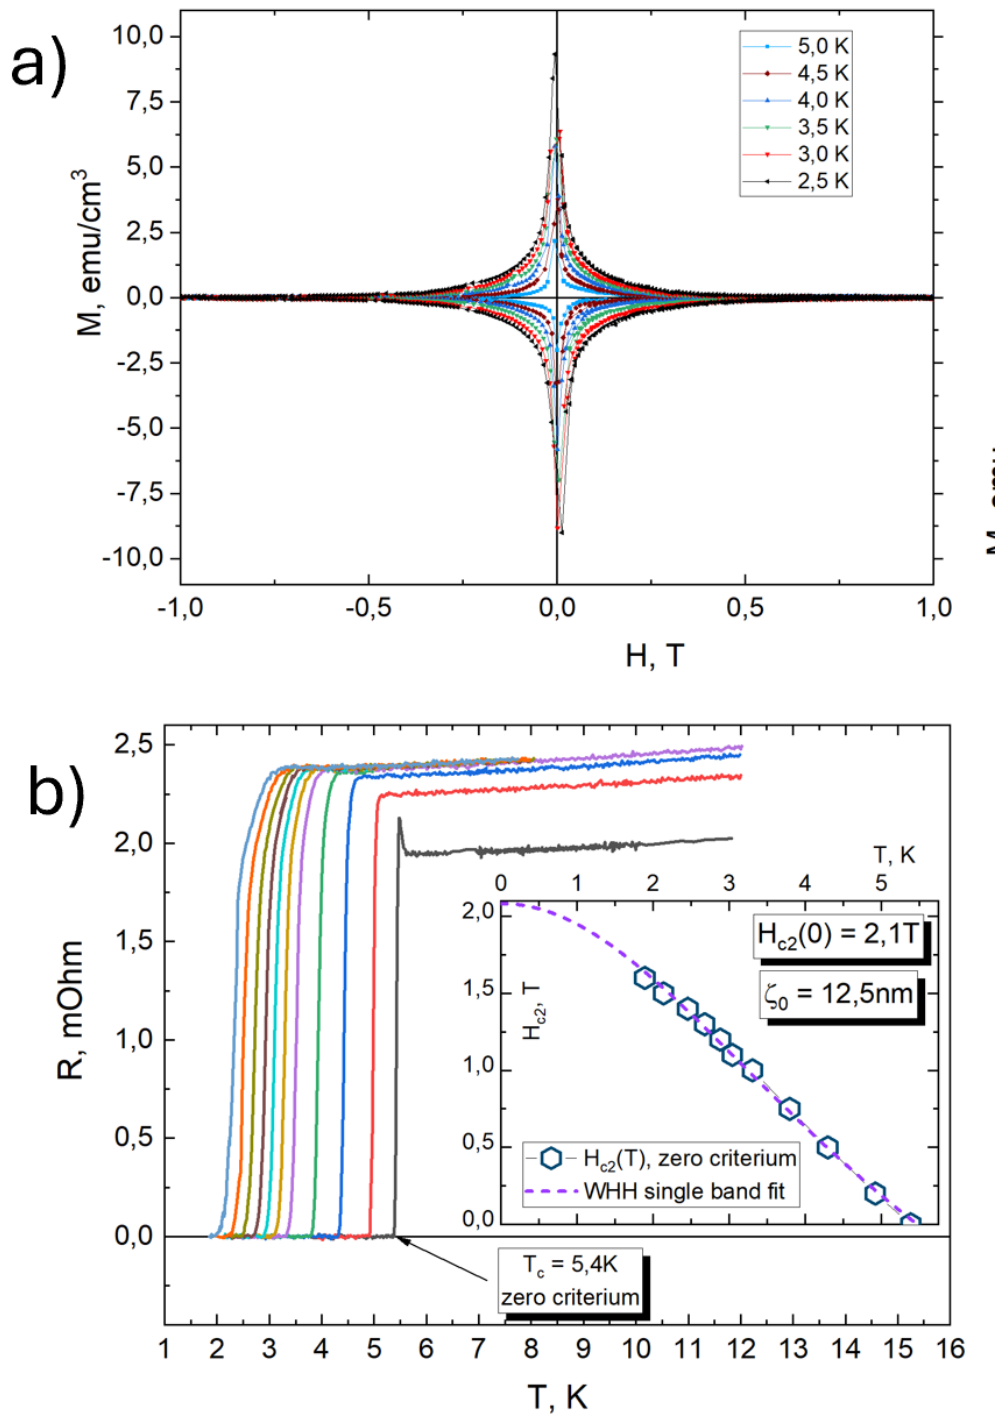 a)
10,0
7,5
5,0
2,5
0,0
-2,5
-5,0
-7,5
-10,0
M, emu/cm³
5,0 K
4,5 K
4,0 K
3,5 K
3,0 K
2,5 K
-1,0 -0,5 0,0 0,5 1,0
H, T
b)
2,5
2,0
1,5
1,0
0,5
0,0
R, mOhm
T, K
0 1 2 3 4 5
2,0
1,5
1,0
0,5
0,0
H_c2, T
H_c2(0) = 2,1T
ζ_0 = 12,5nm
H_c2(T), zero criterium
WHH single band fit
T_c = 5,4K
zero criterium
1 2 3 4 5 6 7 8 9 10 11 12 13 14 15 16
T, K